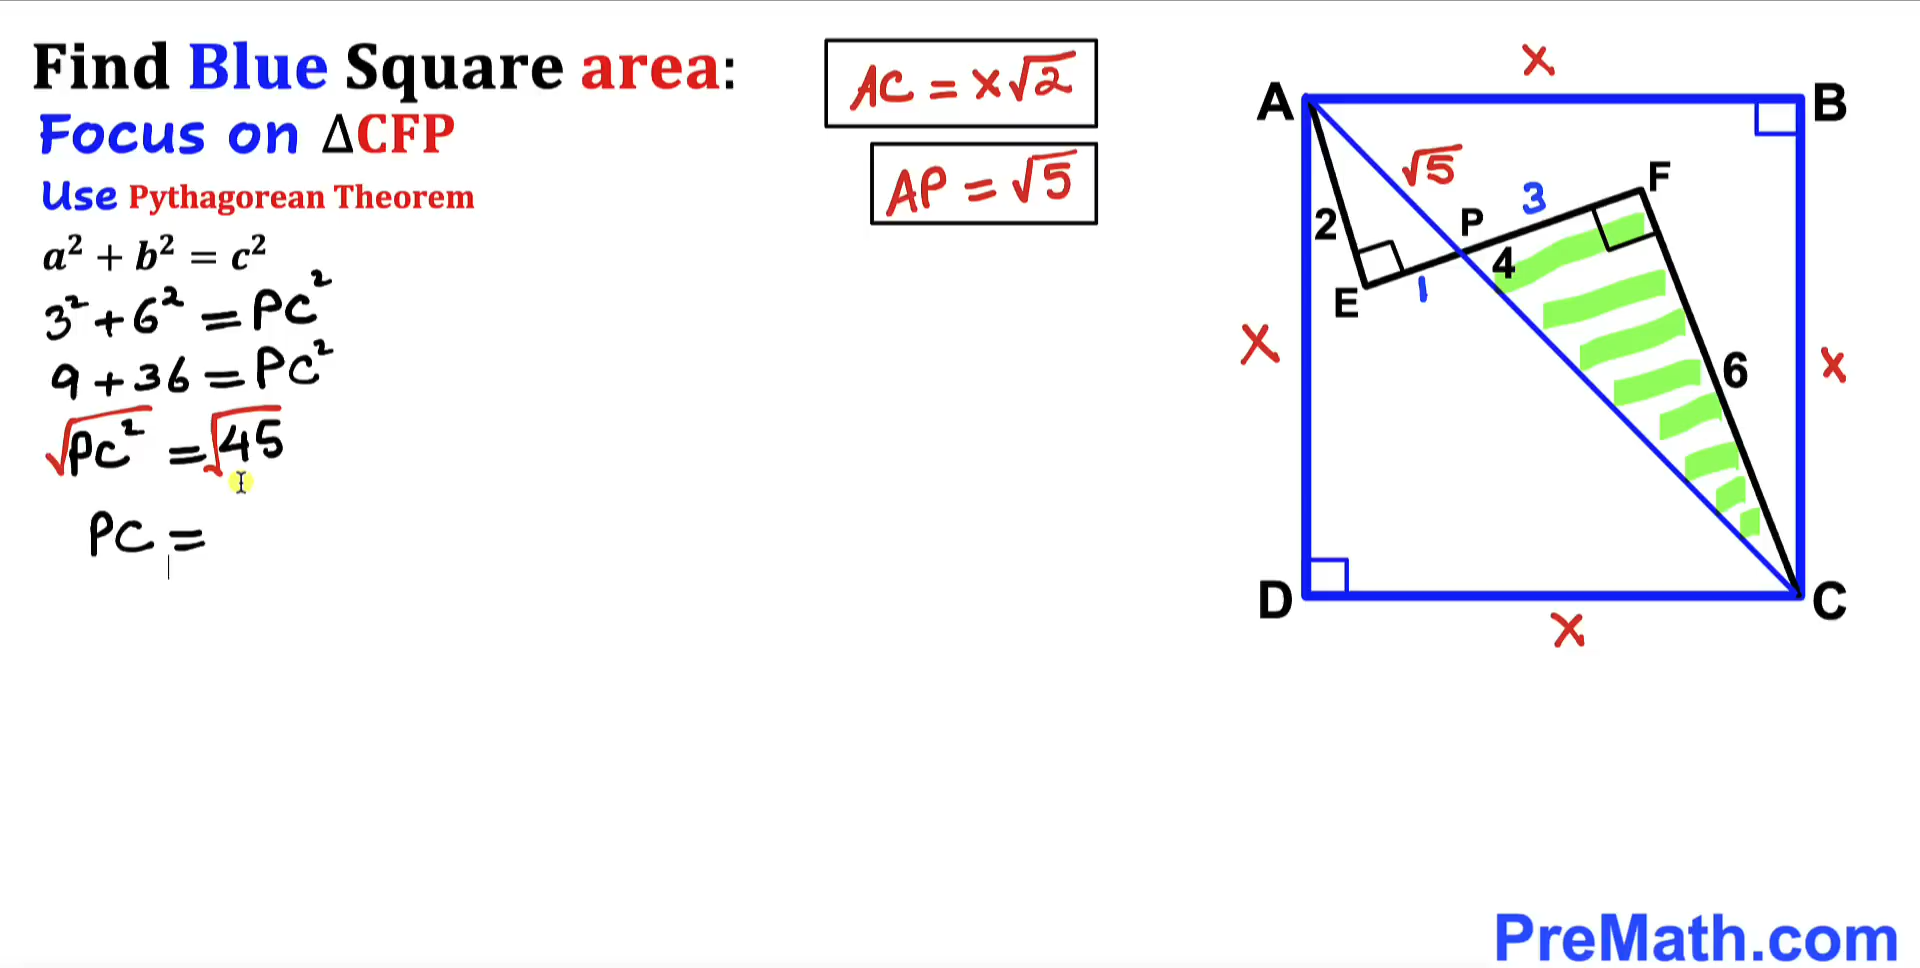 Find Blue Square area:
Focus on ΔCFP
Use Pythagorean Theorem
a² + b² = c²
3² + 6² = PC²
9 + 36 = PC²
√PC² = √45
PC =
AC = x√2
AP = √5
x
A
B
√5
F
3
P
2
4
E
1
x
6
x
D
C
x
PreMath.com